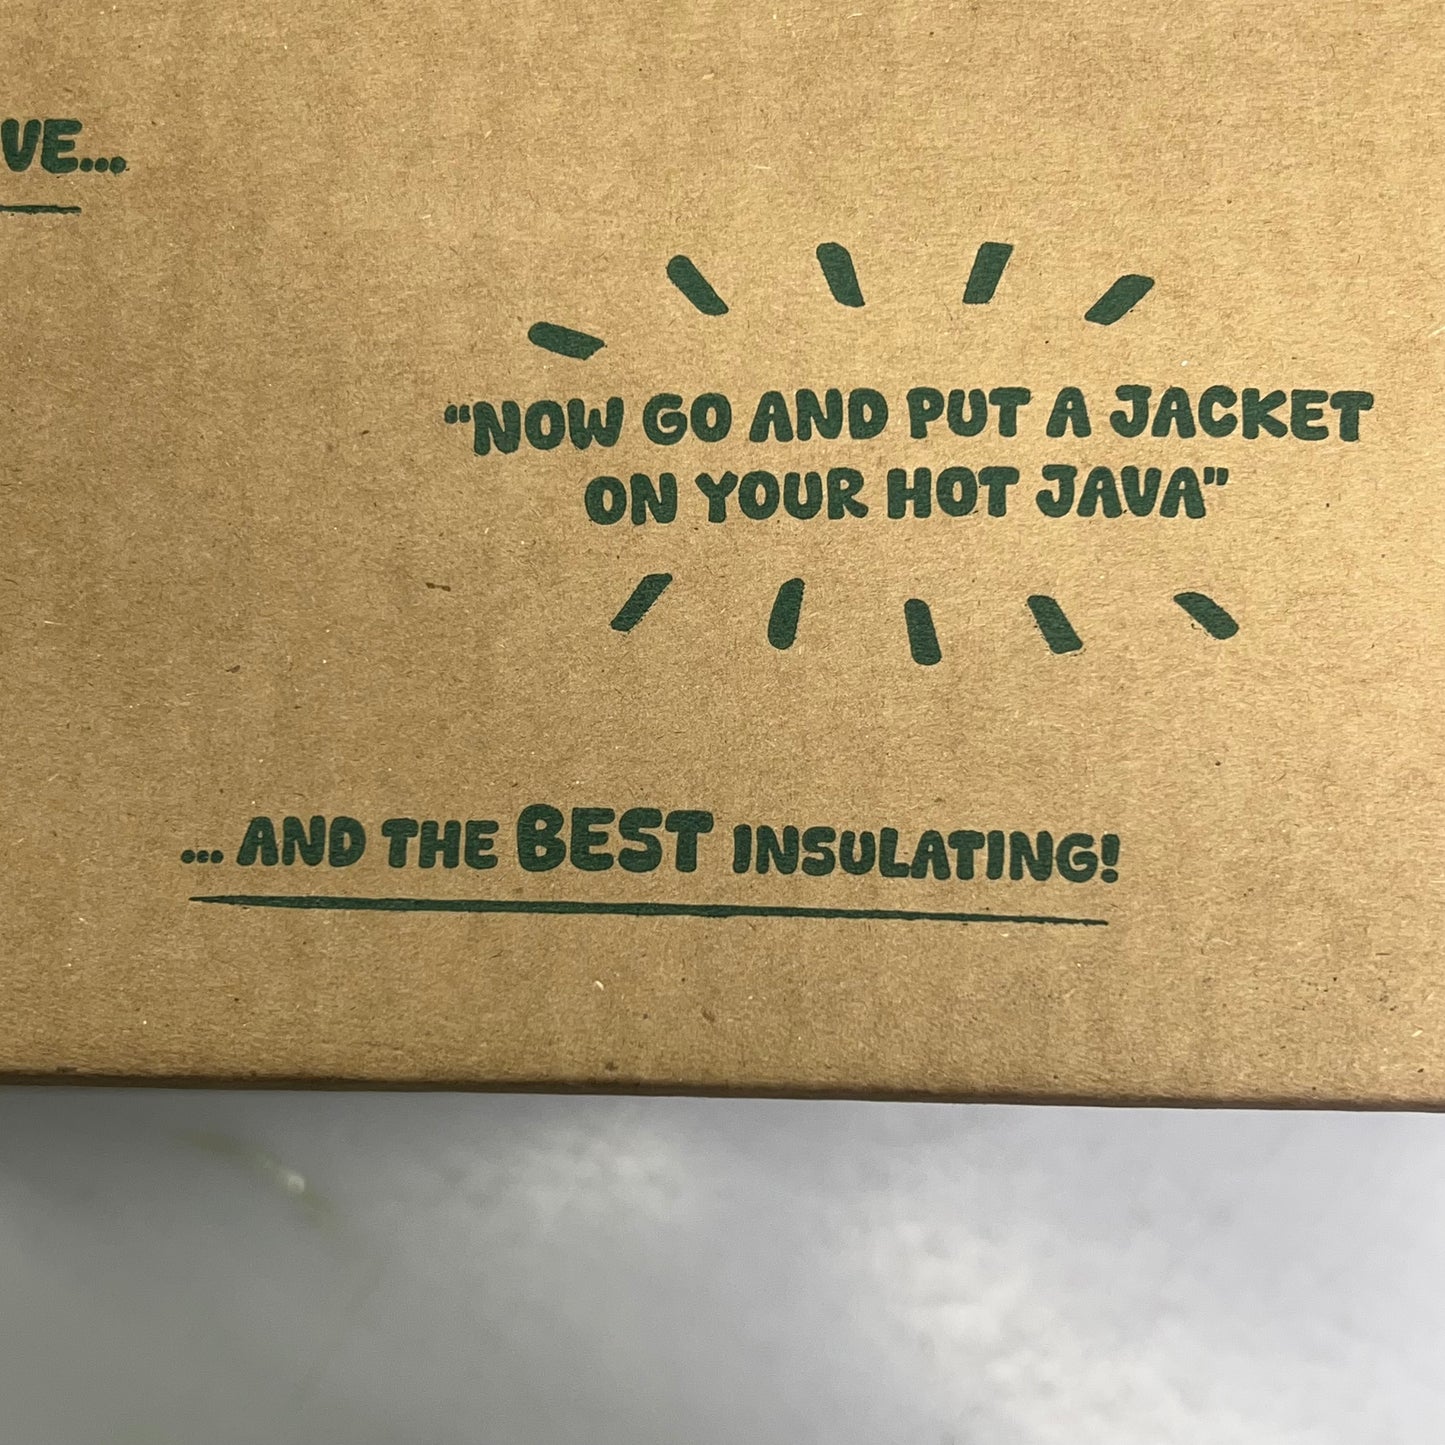 VE...
“NOW GO AND PUT A JACKET
ON YOUR HOT JAVA”
... AND THE BEST INSULATING!